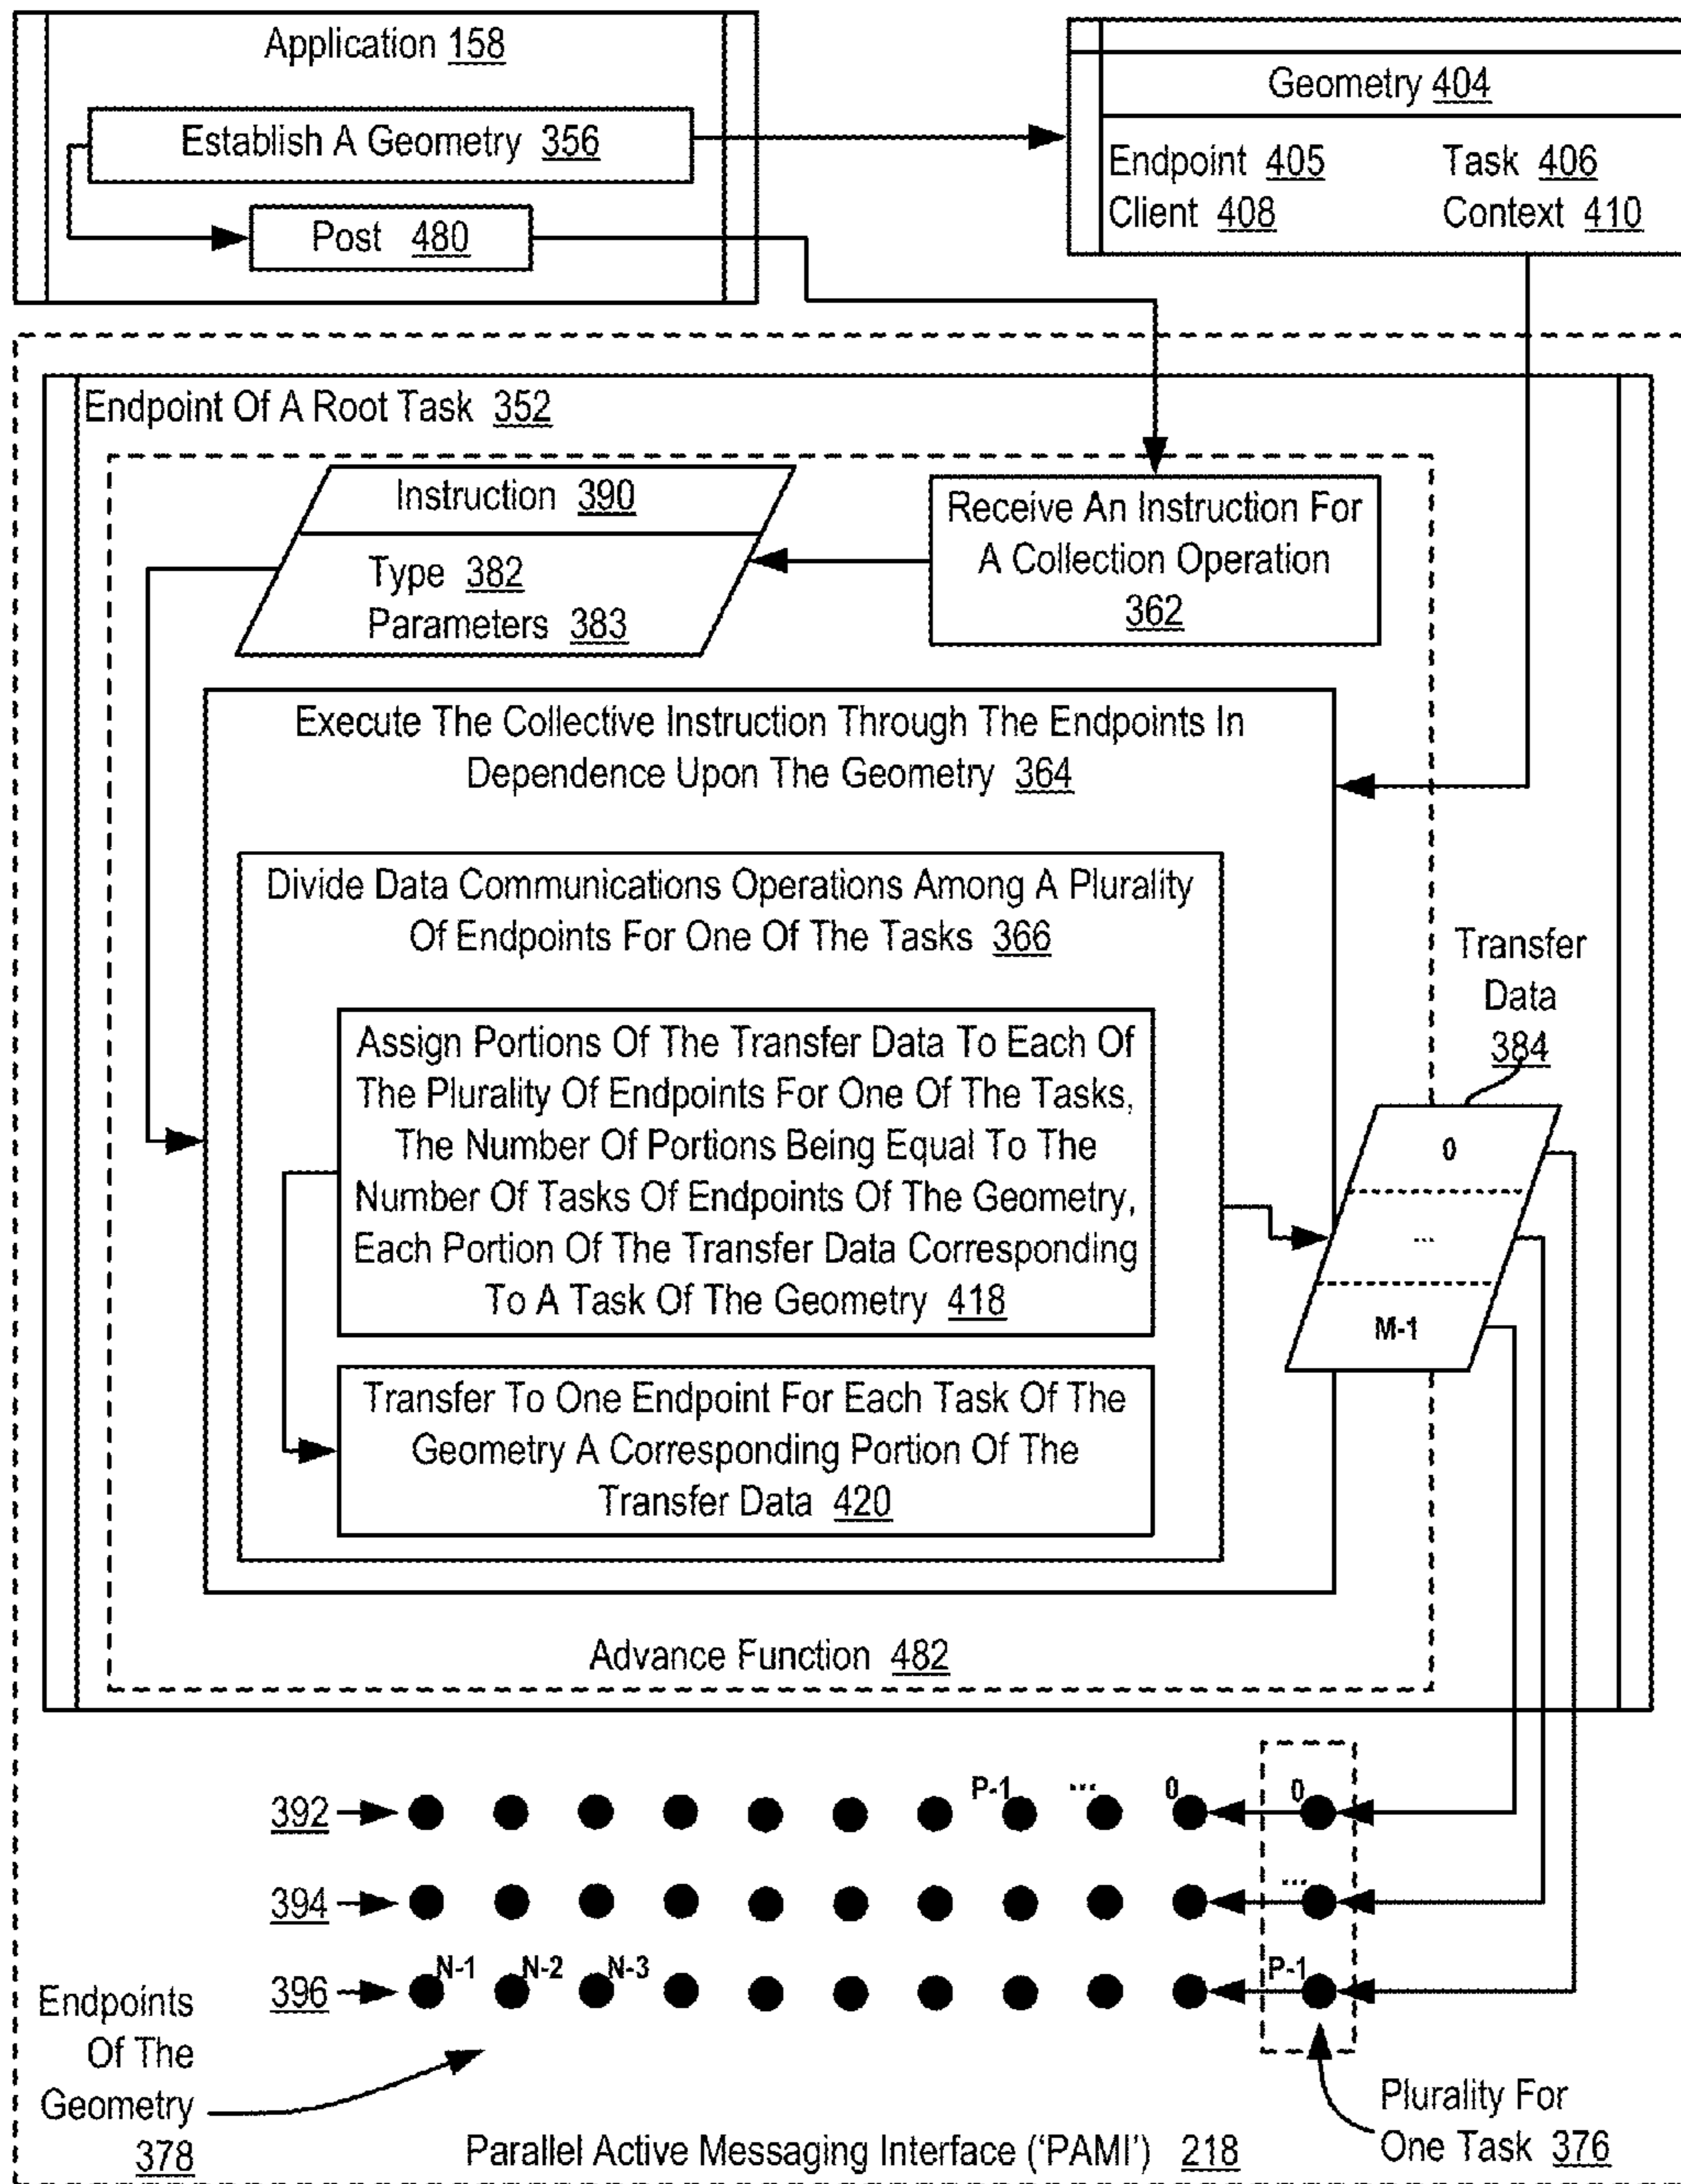 Application 158
Establish A Geometry 356
Post 480
Geometry 404
Endpoint 405 Task 406
Client 408 Context 410
Endpoint Of A Root Task 352
Instruction 390
Type 382
Parameters 383
Receive An Instruction For
A Collection Operation
362
Execute The Collective Instruction Through The Endpoints In
Dependence Upon The Geometry 364
Divide Data Communications Operations Among A Plurality
Of Endpoints For One Of The Tasks 366
Assign Portions Of The Transfer Data To Each Of
The Plurality Of Endpoints For One Of The Tasks,
The Number Of Portions Being Equal To The
Number Of Tasks Of Endpoints Of The Geometry,
Each Portion Of The Transfer Data Corresponding
To A Task Of The Geometry 418
Transfer To One Endpoint For Each Task Of The
Geometry A Corresponding Portion Of The
Transfer Data 420
Transfer
Data
384
0
...
M-1
Advance Function 482
392 P-1 ... 0 0
394 ...
396 N-1 N-2 N-3 P-1
Endpoints
Of The
Geometry
378
Plurality For
One Task 376
Parallel Active Messaging Interface ('PAMI') 218